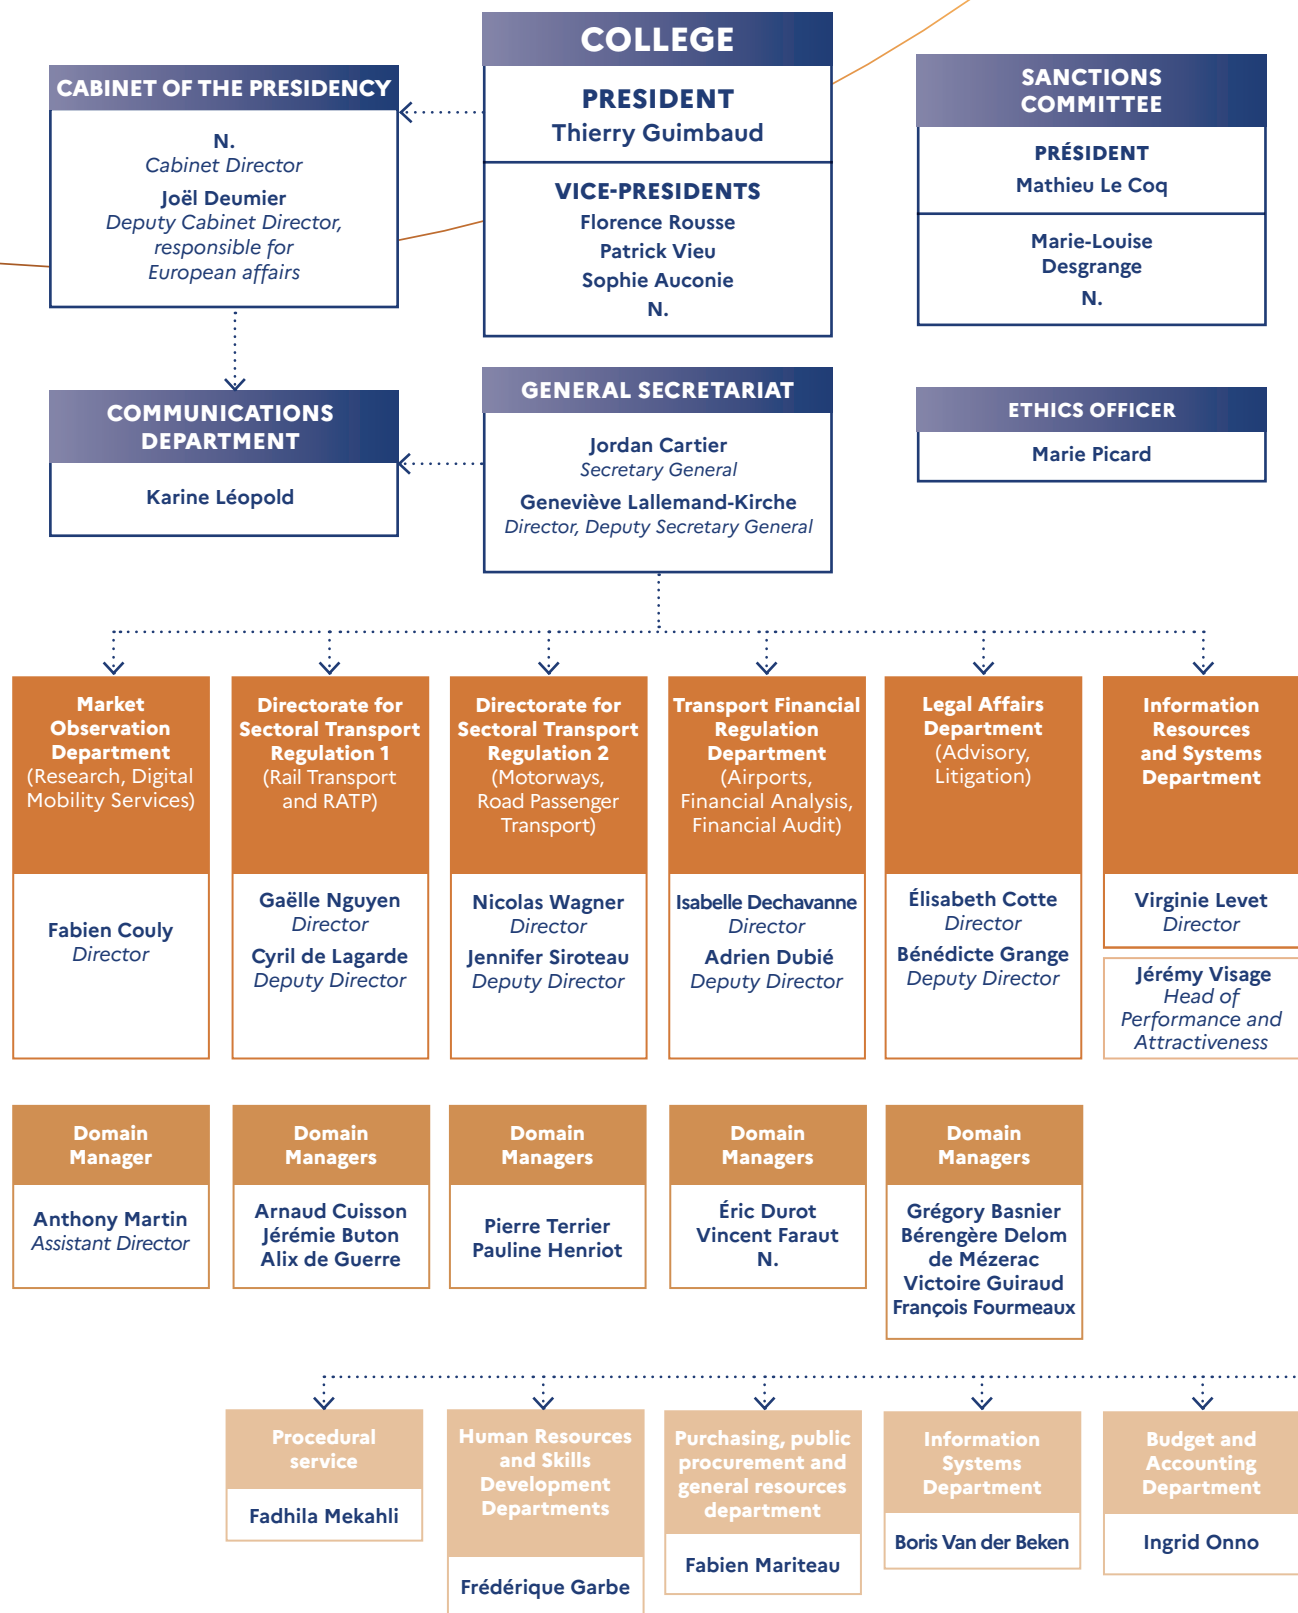 COLLEGE
PRESIDENT
Thierry Guimbaud
VICE-PRESIDENTS
Florence Rousse
Patrick Vieu
Sophie Auconie
N.
CABINET OF THE PRESIDENCY
N.
Cabinet Director
Joël Deumier
Deputy Cabinet Director,
responsible for
European affairs
SANCTIONS
COMMITTEE
PRÉSIDENT
Mathieu Le Coq
Marie-Louise
Desgrange
N.
COMMUNICATIONS
DEPARTMENT
Karine Léopold
GENERAL SECRETARIAT
Jordan Cartier
Secretary General
Geneviève Lallemand-Kirche
Director, Deputy Secretary General
ETHICS OFFICER
Marie Picard
Market
Observation
Department
(Research, Digital
Mobility Services)
Fabien Couly
Director
Directorate for
Sectoral Transport
Regulation 1
(Rail Transport
and RATP)
Gaëlle Nguyen
Director
Cyril de Lagarde
Deputy Director
Directorate for
Sectoral Transport
Regulation 2
(Motorways,
Road Passenger
Transport)
Nicolas Wagner
Director
Jennifer Siroteau
Deputy Director
Transport Financial
Regulation
Department
(Airports,
Financial Analysis,
Financial Audit)
Isabelle Dechavanne
Director
Adrien Dubié
Deputy Director
Legal Affairs
Department
(Advisory,
Litigation)
Élisabeth Cotte
Director
Bénédicte Grange
Deputy Director
Information
Resources
and Systems
Department
Virginie Levet
Director
Jérémy Visage
Head of
Performance and
Attractiveness
Domain
Manager
Anthony Martin
Assistant Director
Domain
Managers
Arnaud Cuisson
Jérémie Buton
Alix de Guerre
Domain
Managers
Pierre Terrier
Pauline Henriot
Domain
Managers
Éric Durot
Vincent Faraut
N.
Domain
Managers
Grégory Basnier
Bérengère Delom
de Mézerac
Victoire Guiraud
François Fourmeaux
Procedural
service
Fadhila Mekahli
Human Resources
and Skills
Development
Departments
Frédérique Garbe
Purchasing, public
procurement and
general resources
department
Fabien Mariteau
Information
Systems
Department
Boris Van der Beken
Budget and
Accounting
Department
Ingrid Onno